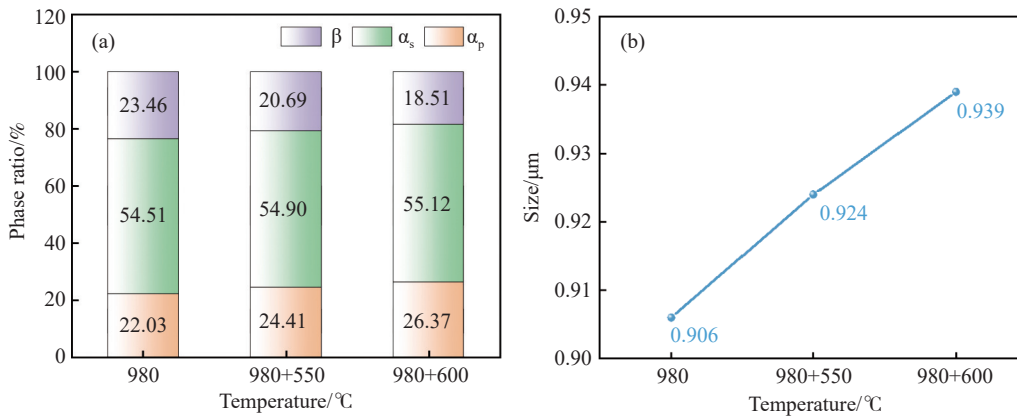 (a)
β αs αp
Phase ratio/%
120
100
80
60
40
20
0
23.46 20.69 18.51
54.51 54.90 55.12
22.03 24.41 26.37
980 980+550 980+600
Temperature/℃
(b)
Size/μm
0.95
0.94
0.93
0.92
0.91
0.90
0.939
0.924
0.906
980 980+550 980+600
Temperature/℃